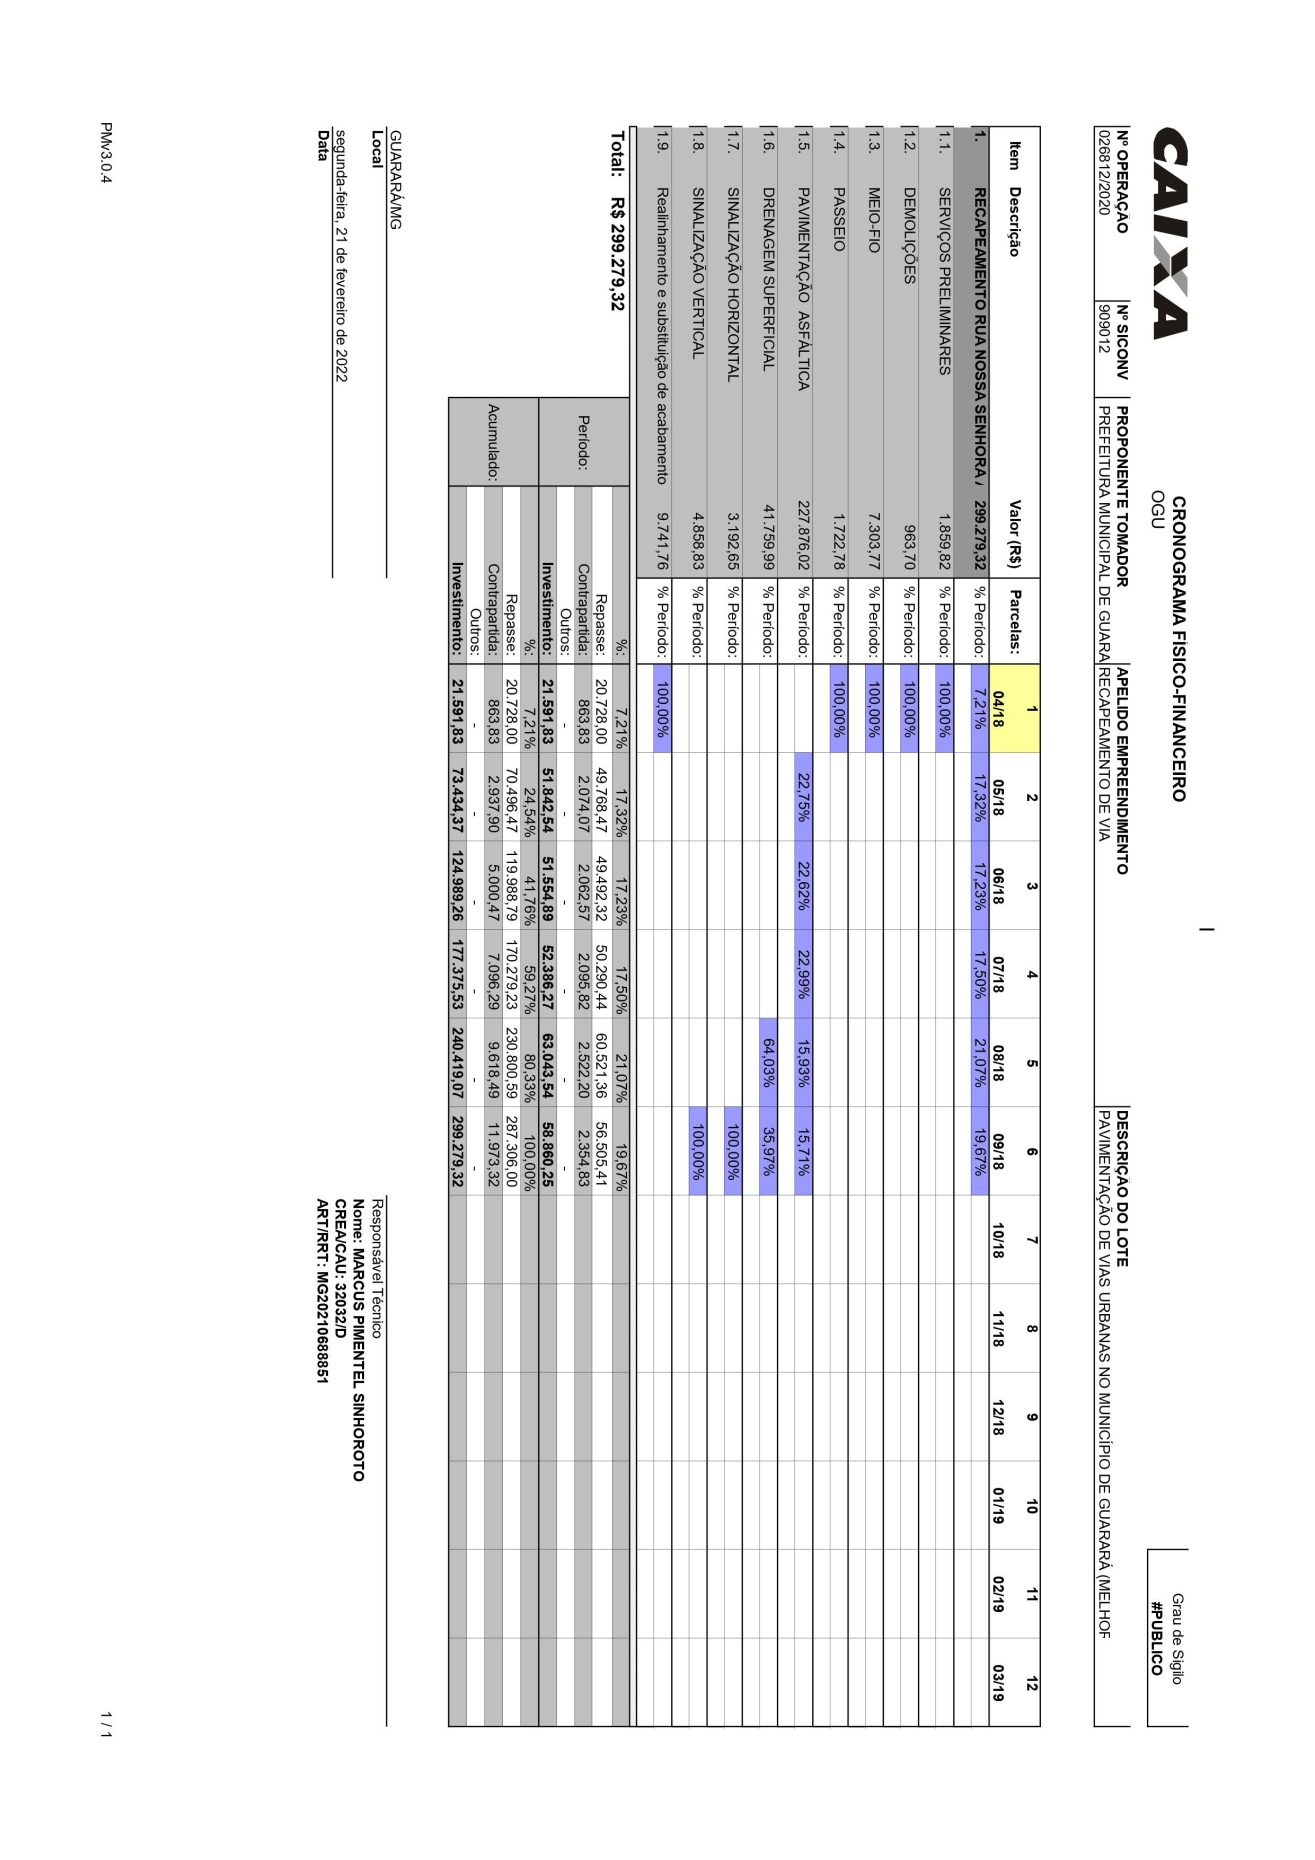 CAIXA
CRONOGRAMA FÍSICO-FINANCEIRO
OGU
Grau de Sigilo
#PUBLICO
Nº OPERAÇÃO Nº SICONV PROPONENTE TOMADOR APELIDO EMPREENDIMENTO DESCRIÇÃO DO LOTE
026812/2020 909012 PREFEITURA MUNICIPAL DE GUARA RECAPEAMENTO DE VIA PAVIMENTAÇÃO DE VIAS URBANAS NO MUNICÍPIO DE GUARARÁ (MELHOF
Item Descrição Valor (R$) Parcelas: 1 2 3 4 5 6 7 8 9 10 11 12
04/18 05/18 06/18 07/18 08/18 09/18 10/18 11/18 12/18 01/19 02/19 03/19
1. RECAPEAMENTO RUA NOSSA SENHORA 299.279,32 % Período: 7,21% 17,32% 17,23% 17,50% 21,07% 19,67%
1.1. SERVIÇOS PRELIMINARES 1.859,82 % Período: 100,00%
1.2. DEMOLIÇÕES 963,70 % Período: 100,00%
1.3. MEIO-FIO 7.303,77 % Período: 100,00%
1.4. PASSEIO 1.722,78 % Período: 100,00%
1.5. PAVIMENTAÇÃO ASFÁLTICA 227.876,02 % Período: 22,75% 22,62% 22,99% 15,93% 15,71%
1.6. DRENAGEM SUPERFICIAL 41.759,99 % Período: 64,03% 35,97%
1.7. SINALIZAÇÃO HORIZONTAL 3.192,65 % Período: 100,00%
1.8. SINALIZAÇÃO VERTICAL 4.858,83 % Período: 100,00%
1.9. Realinhamento e substituição de acabamento 9.741,76 % Período: 100,00%
Total: R$ 299.279,32
%: 7,21% 17,32% 17,23% 17,50% 21,07% 19,67%
Repasse: 20.728,00 49.768,47 49.492,32 50.290,44 60.521,36 56.505,41
Período: Contrapartida: 863,83 2.074,07 2.062,57 2.095,82 2.522,20 2.354,83
Outros: - - - - - -
Investimento: 21.591,83 51.842,54 51.554,89 52.386,27 63.043,54 58.860,25
%: 7,21% 24,54% 41,76% 59,27% 80,33% 100,00%
Repasse: 20.728,00 70.496,47 119.988,79 170.279,23 230.800,59 287.306,00
Acumulado: Contrapartida: 863,83 2.937,90 5.000,47 7.096,29 9.618,49 11.973,32
Outros: - - - - - -
Investimento: 21.591,83 73.434,37 124.989,26 177.375,53 240.419,07 299.279,32
GUARARÁ/MG
Local
segunda-feira, 21 de fevereiro de 2022
Data
Responsável Técnico
Nome: MARCUS PIMENTEL SINHOROTO
CREA/CAU: 32032/D
ART/RRT: MG20210688851
PMv3.0.4
1 / 1